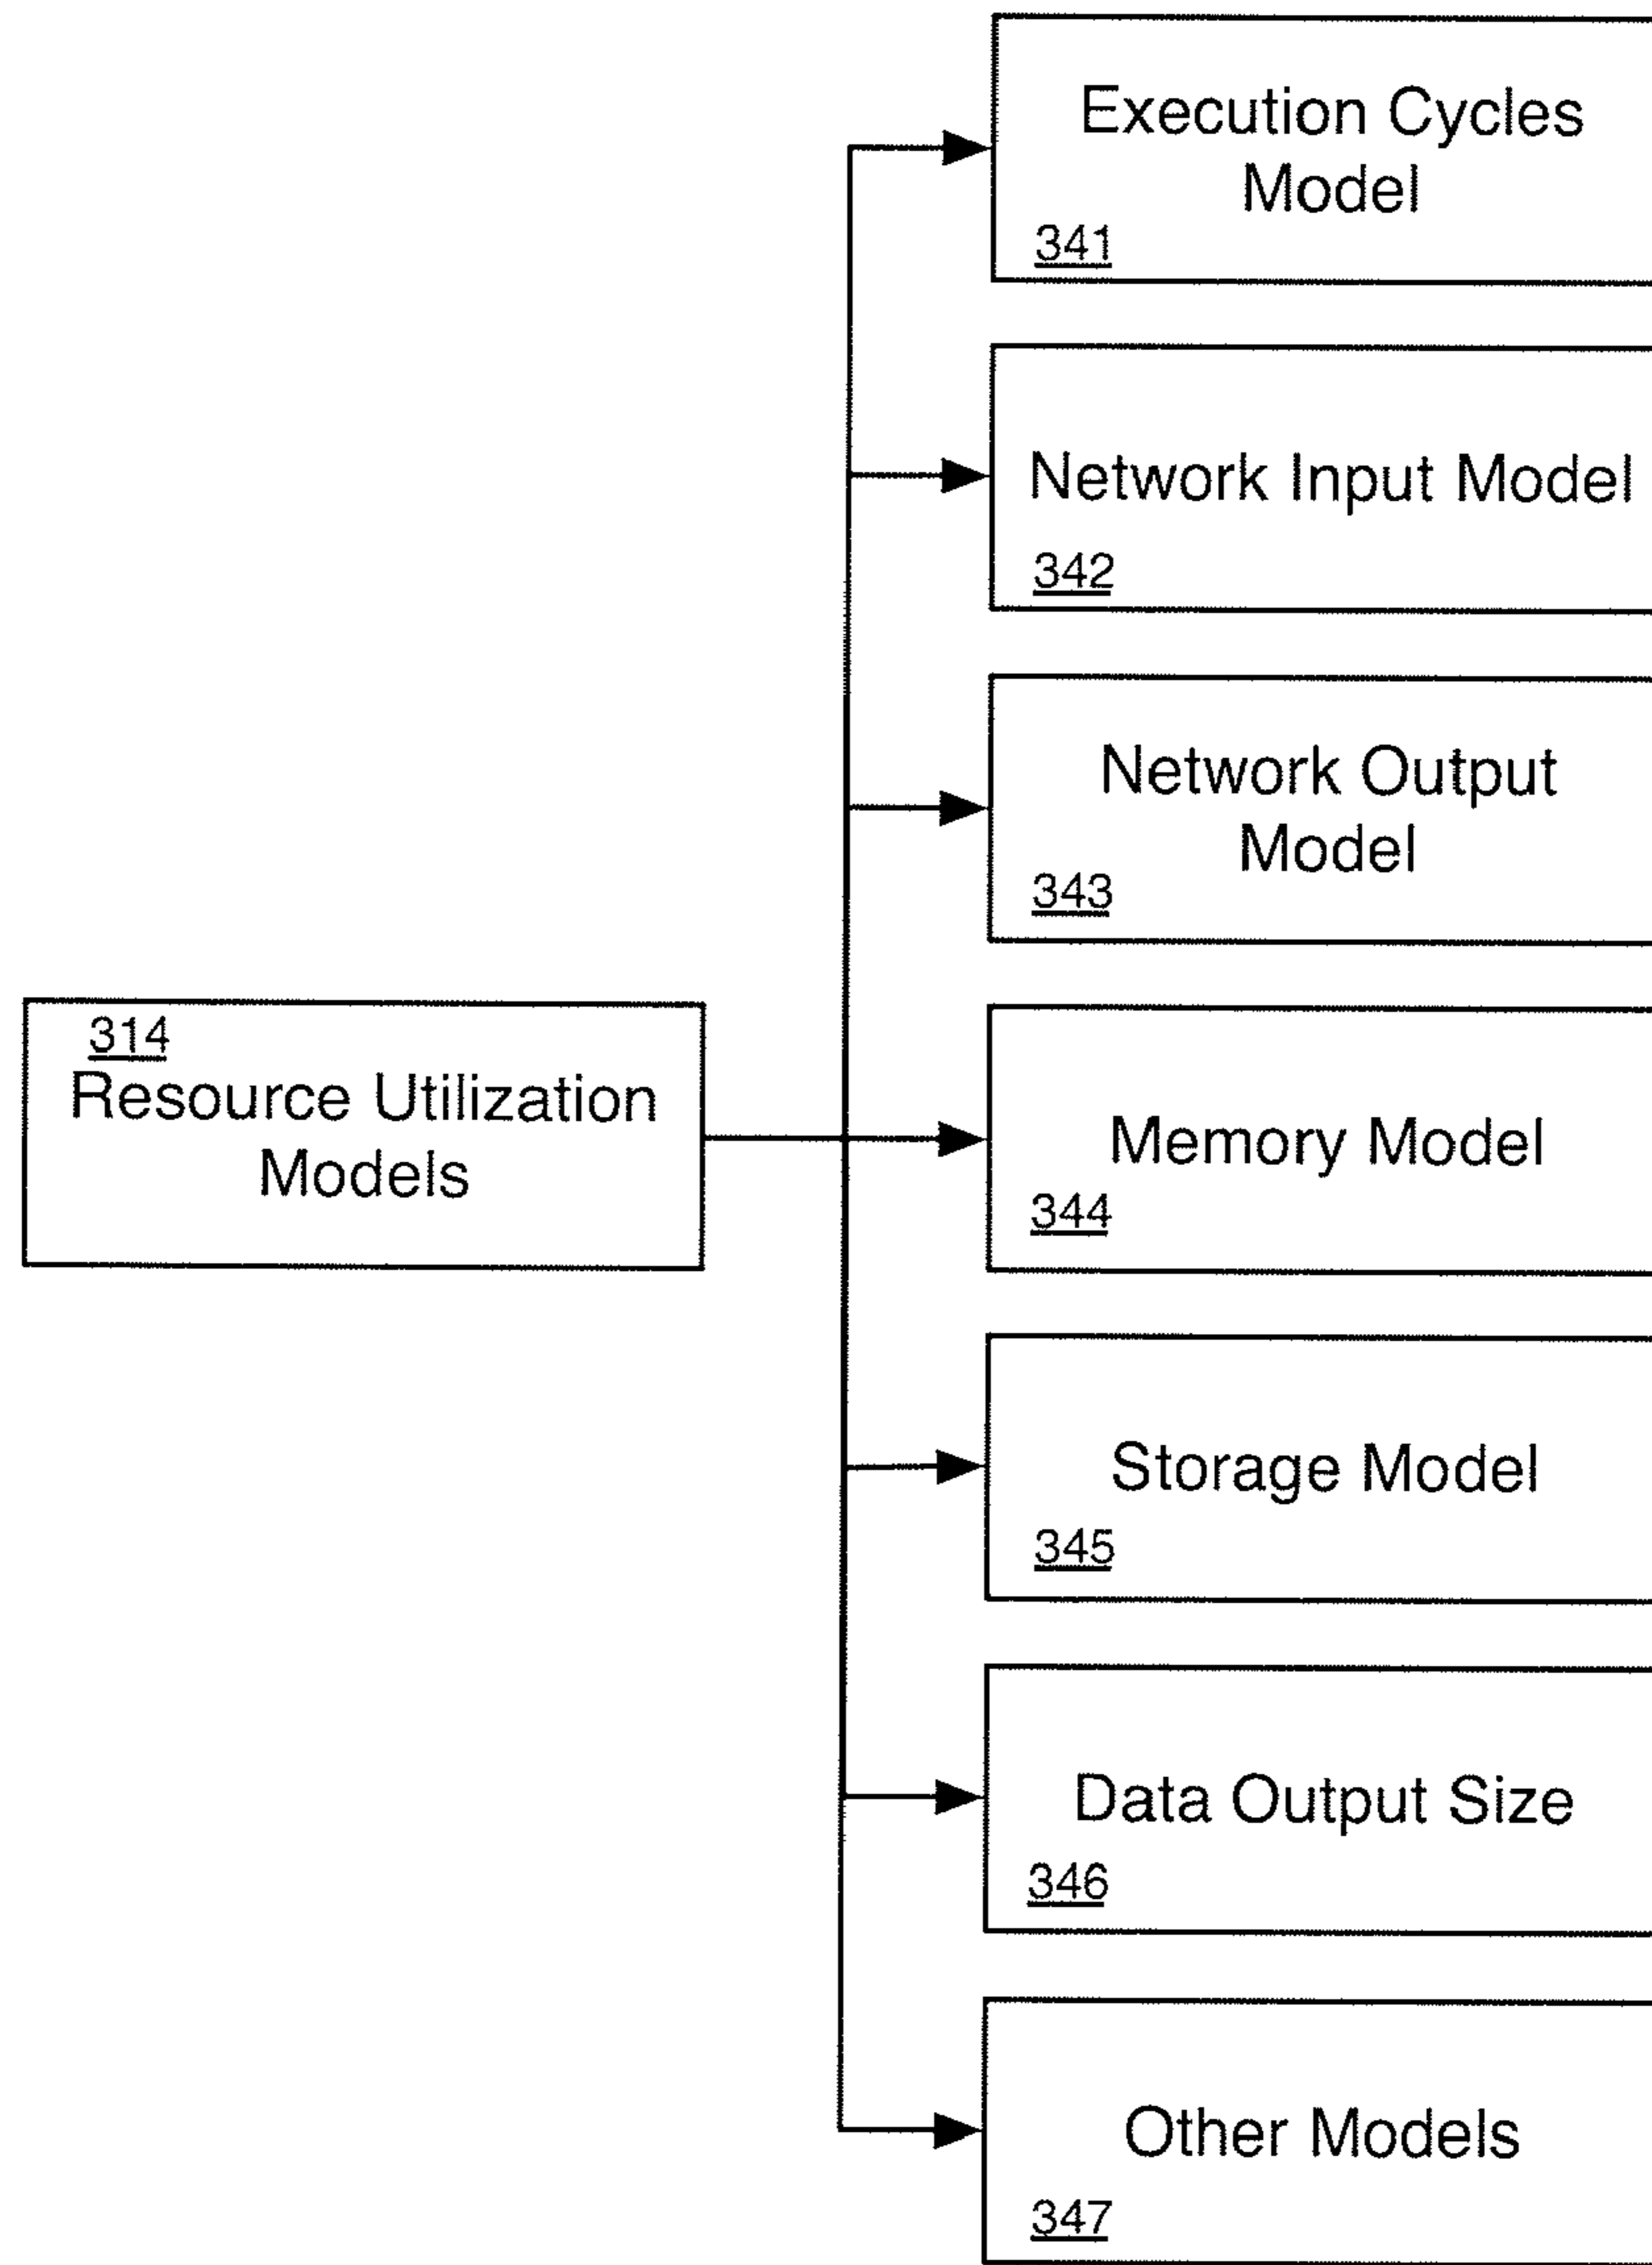 Execution Cycles
Model
341
Network Input Model
342
Network Output
Model
343
314
Resource Utilization
Models
Memory Model
344
Storage Model
345
Data Output Size
346
Other Models
347